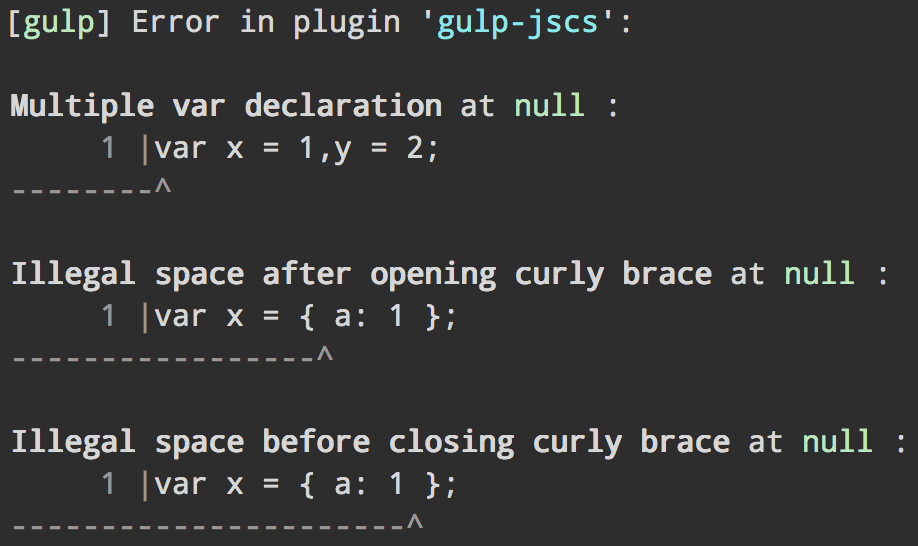 [gulp] Error in plugin 'gulp-jscs':
Multiple var declaration at null :
     1 |var x = 1,y = 2;
--------^
Illegal space after opening curly brace at null :
     1 |var x = { a: 1 };
-----------------^
Illegal space before closing curly brace at null :
     1 |var x = { a: 1 };
----------------------^